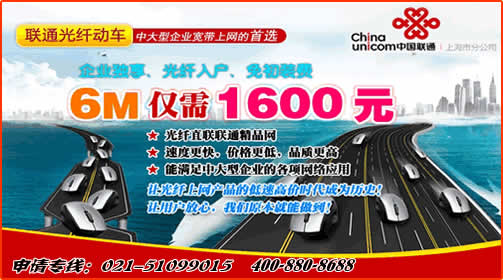 联通光纤动车 中大型企业宽带上网的首选
China
unicom中国联通 | 上海市分公司
企业独享、光纤入户、免初装费
6M 仅需 1600 元
★ 光纤直联联通精品网
★ 速度更快、价格更低、品质更高
★ 能满足中大型企业的各项网络应用
让光纤上网产品的低速高价时代成为历史!
让用户放心,我们原本就能做到!
申请专线: 021-51099015 400-880-8688